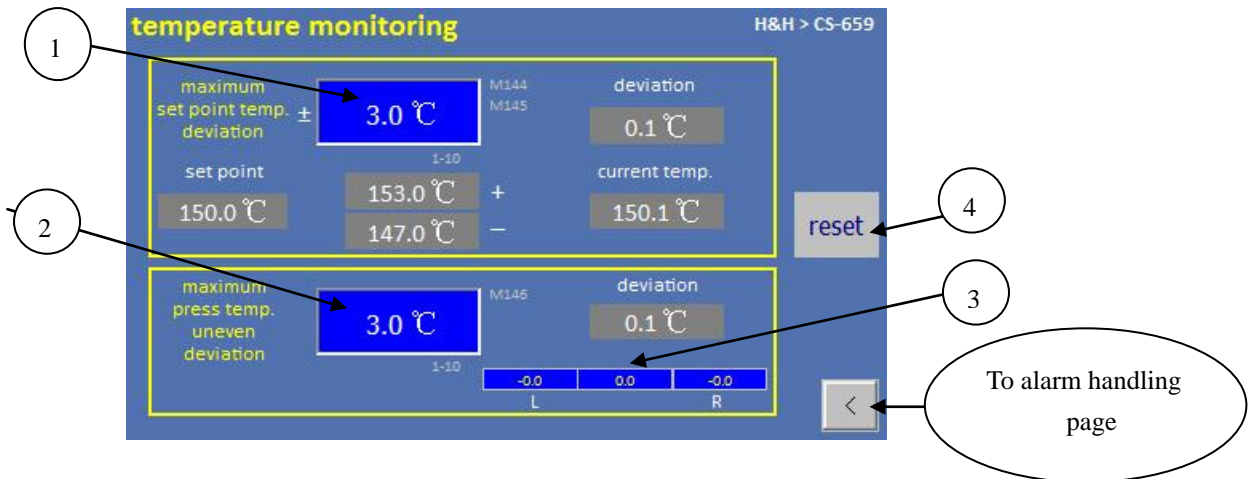 temperature monitoring
H&H > CS-659
1
maximum
set point temp.
deviation
±
3.0 ℃
M144
M145
deviation
0.1 ℃
1-10
set point
150.0 ℃
153.0 ℃ +
147.0 ℃ −
current temp.
150.1 ℃
reset
4
2
maximum
press temp.
uneven
deviation
3.0 ℃
M146
deviation
0.1 ℃
3
1-10
-0.0 0.0 -0.0
L R
<
To alarm handling
page